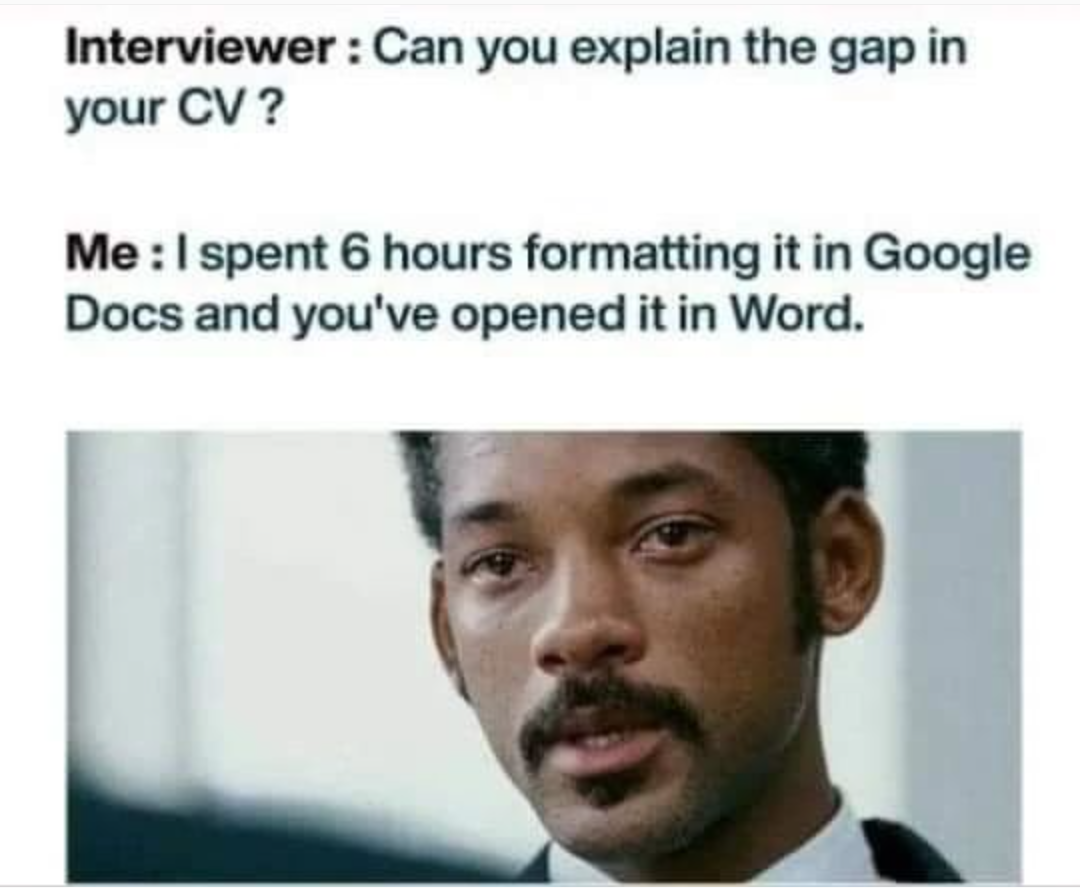 Interviewer : Can you explain the gap in
your CV ?
Me : I spent 6 hours formatting it in Google
Docs and you've opened it in Word.